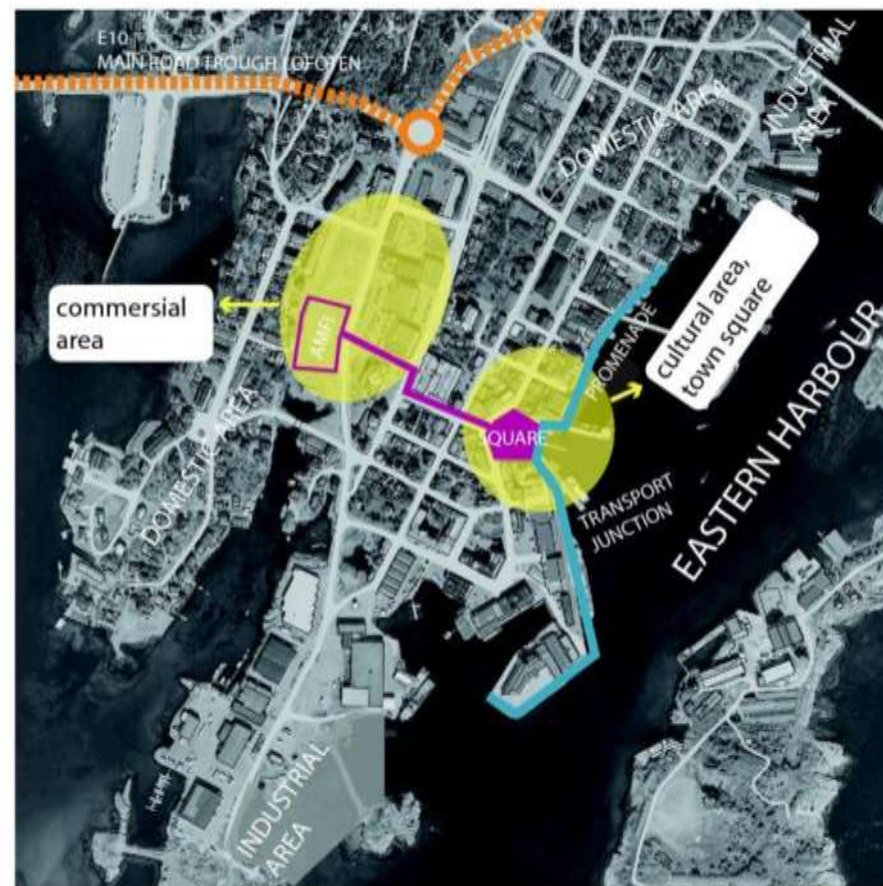 E10
MAIN ROAD TROUGH LOFOTEN
INDUSTRIAL
AREA
DOMESTIC AREA
commersial
area
AMFI
cultural area,
town square
PROMENADE
SQUARE
EASTERN HARBOUR
DOMESTIC AREA
TRANSPORT
JUNCTION
INDUSTRIAL
AREA